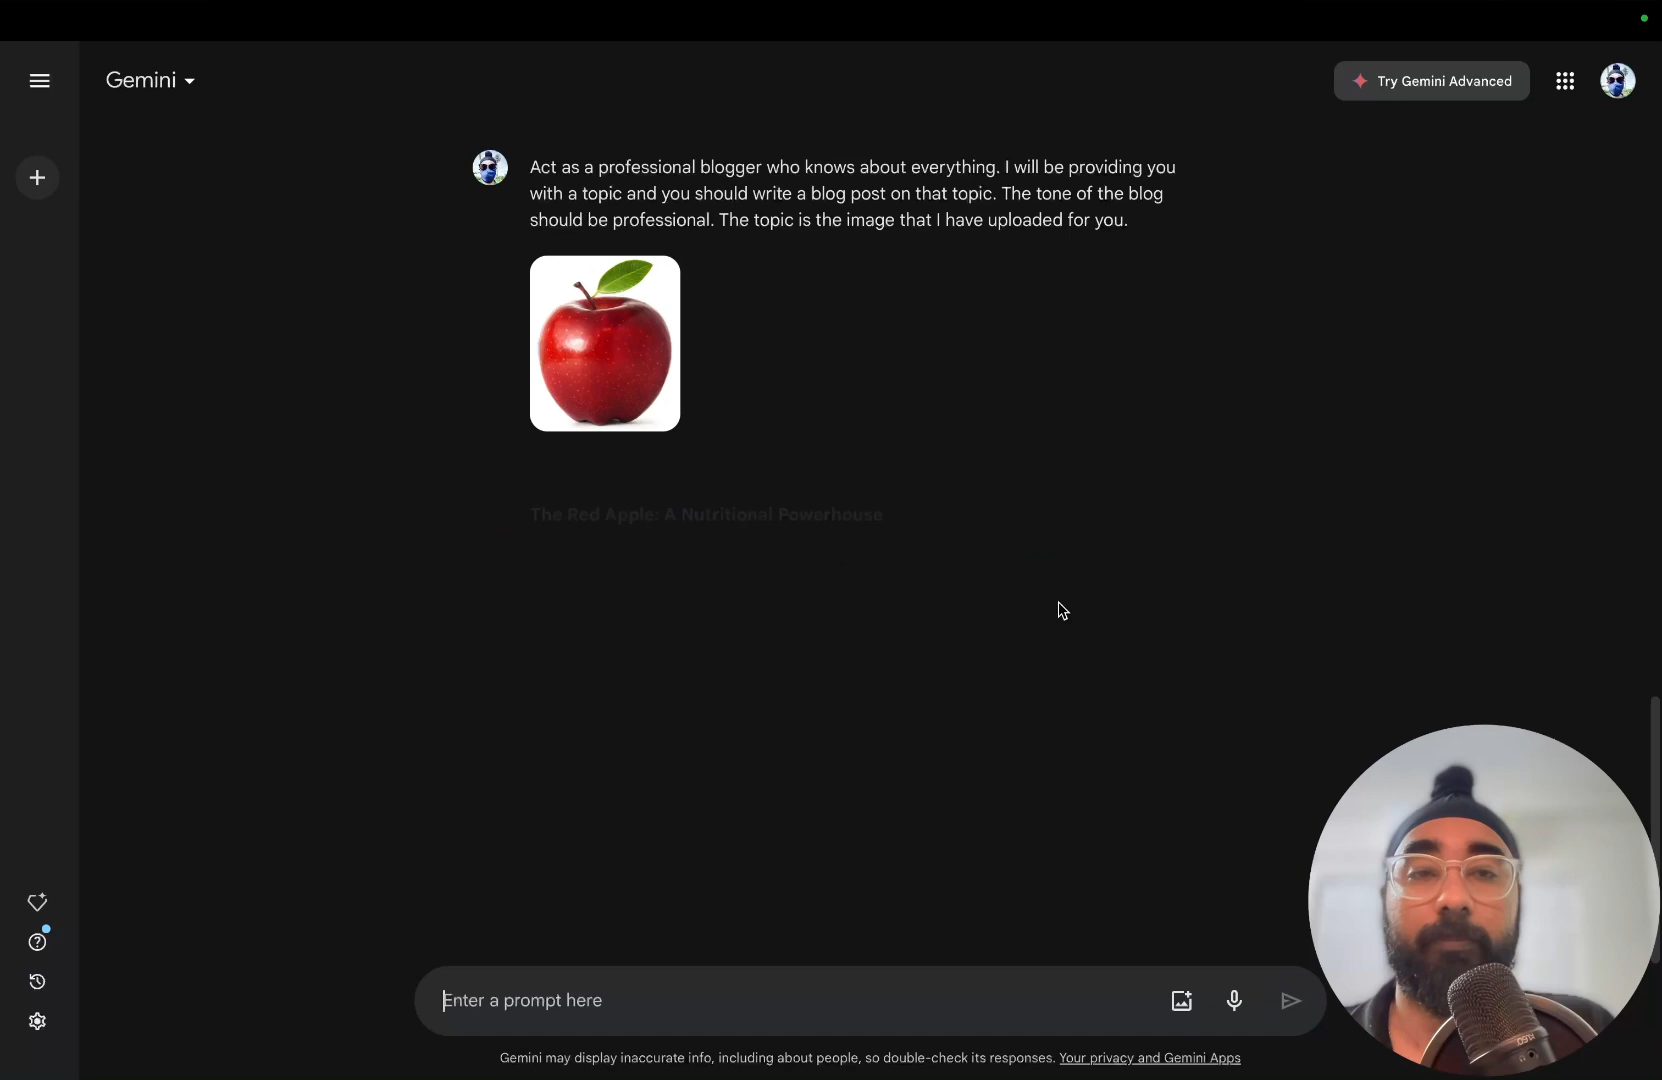 Gemini
Try Gemini Advanced
Act as a professional blogger who knows about everything. I will be providing you
with a topic and you should write a blog post on that topic. The tone of the blog
should be professional. The topic is the image that I have uploaded for you.
The Red Apple: A Nutritional Powerhouse
Enter a prompt here
Gemini may display inaccurate info, including about people, so double-check its responses. Your privacy and Gemini Apps